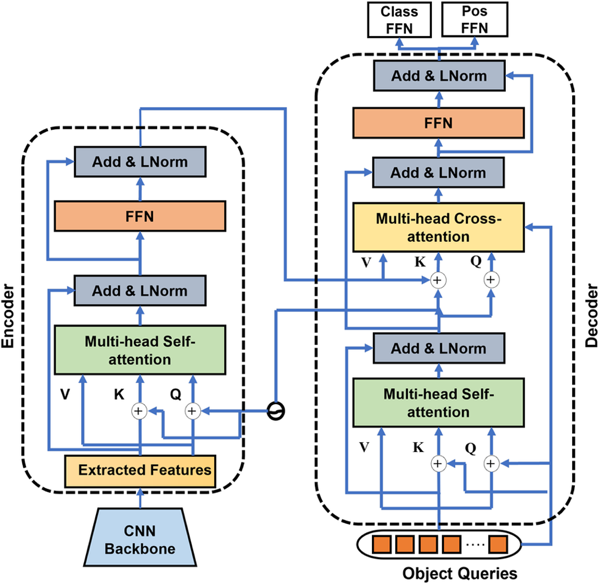 Class
FFN
Pos
FFN
Add & LNorm
FFN
Add & LNorm
Multi-head Cross-
attention
V
K
Q
+
+
Add & LNorm
Multi-head Self-
attention
V
K
Q
+
+
Object Queries
Decoder
Encoder
Add & LNorm
FFN
Add & LNorm
Multi-head Self-
attention
V
K
Q
+
+
Extracted Features
CNN
Backbone